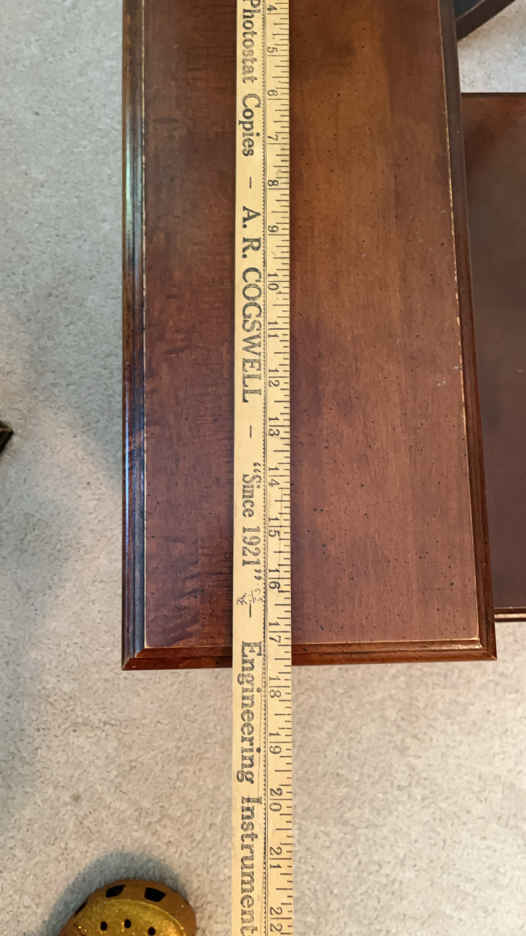 Photostat Copies - A. R. COGSWELL - "Since 1921" - Engineering Instrument
4 5 6 7 8 9 10 11 12 13 14 15 16 17 18 19 20 21 22